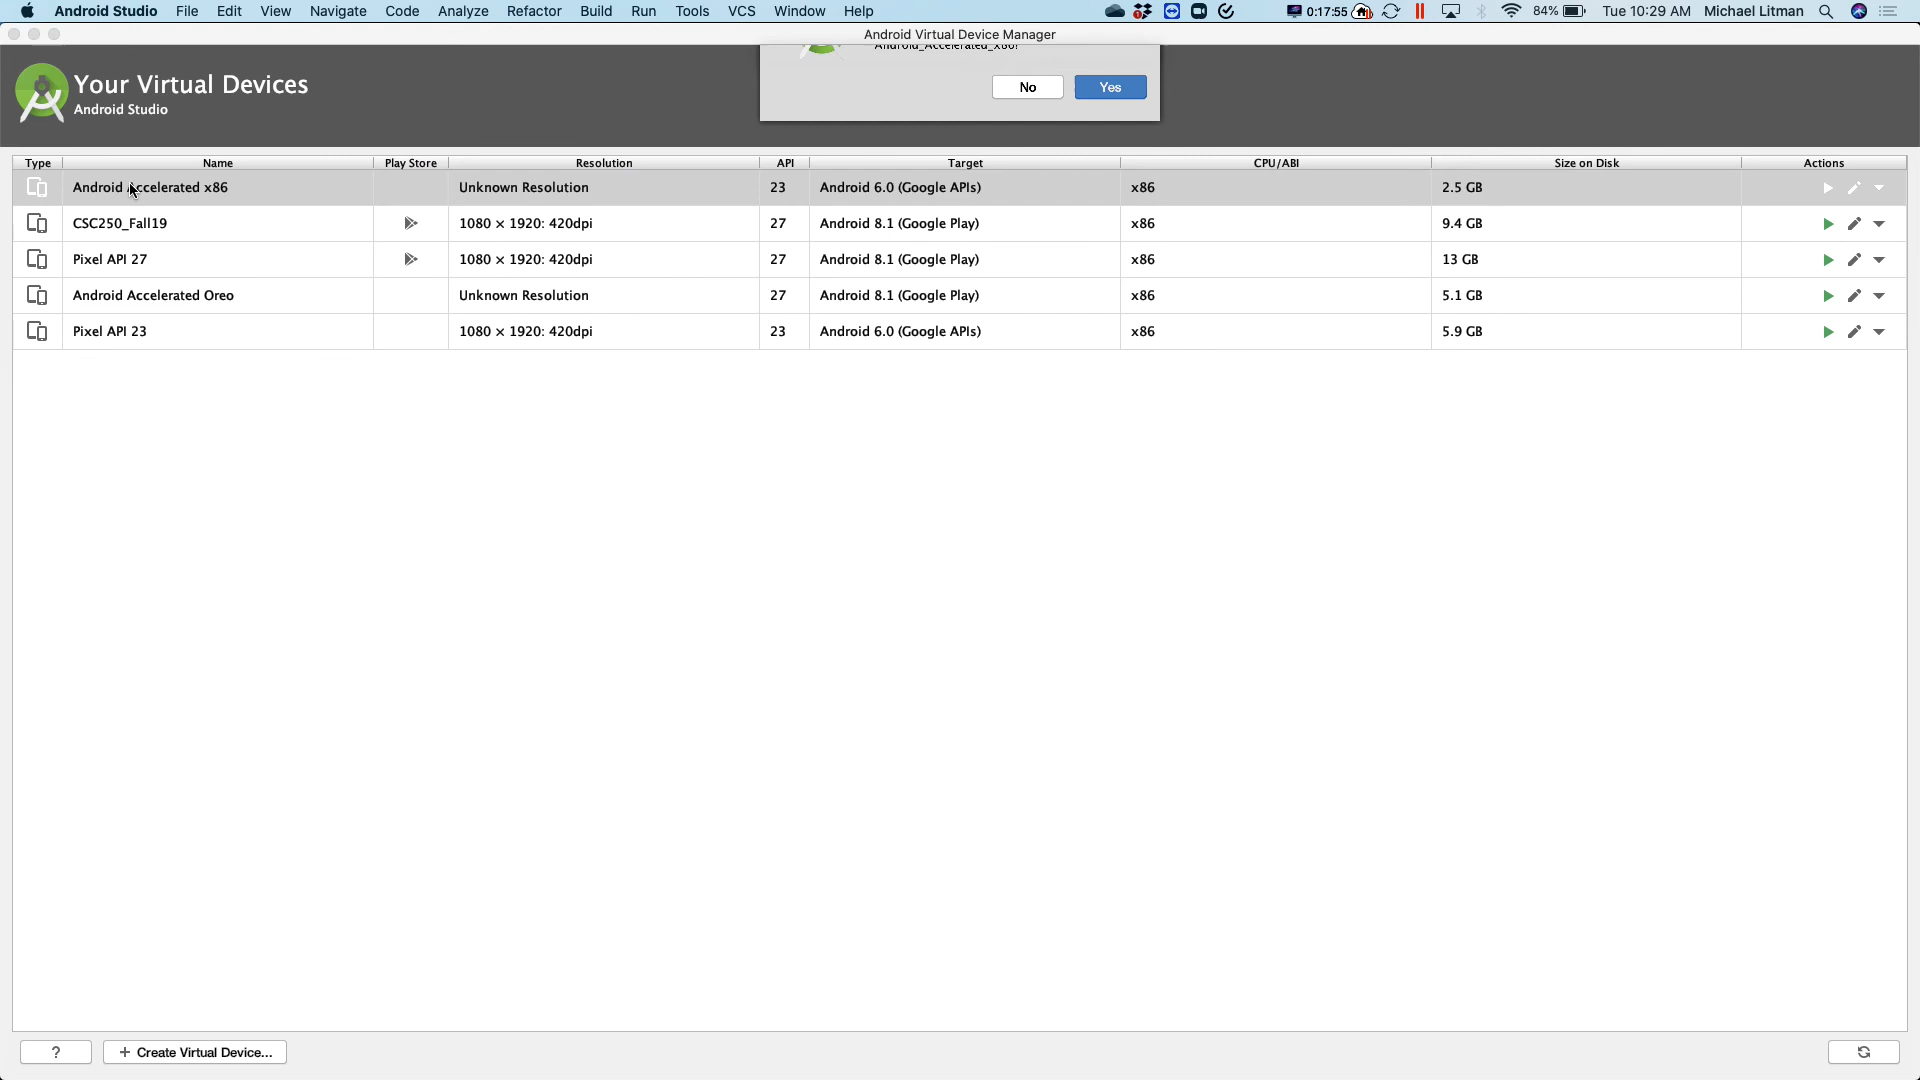 Android Studio File Edit View Navigate Code Analyze Refactor Build Run Tools VCS Window Help 0:17:55 84% Tue 10:29 AM Michael Litman
Android Virtual Device Manager
Android_Accelerated_x86?
Your Virtual Devices
Android Studio
No Yes
Type Name Play Store Resolution API Target CPU/ABI Size on Disk Actions
Android Accelerated x86 Unknown Resolution 23 Android 6.0 (Google APIs) x86 2.5 GB
CSC250_Fall19 1080 × 1920: 420dpi 27 Android 8.1 (Google Play) x86 9.4 GB
Pixel API 27 1080 × 1920: 420dpi 27 Android 8.1 (Google Play) x86 13 GB
Android Accelerated Oreo Unknown Resolution 27 Android 8.1 (Google Play) x86 5.1 GB
Pixel API 23 1080 × 1920: 420dpi 23 Android 6.0 (Google APIs) x86 5.9 GB
? + Create Virtual Device...